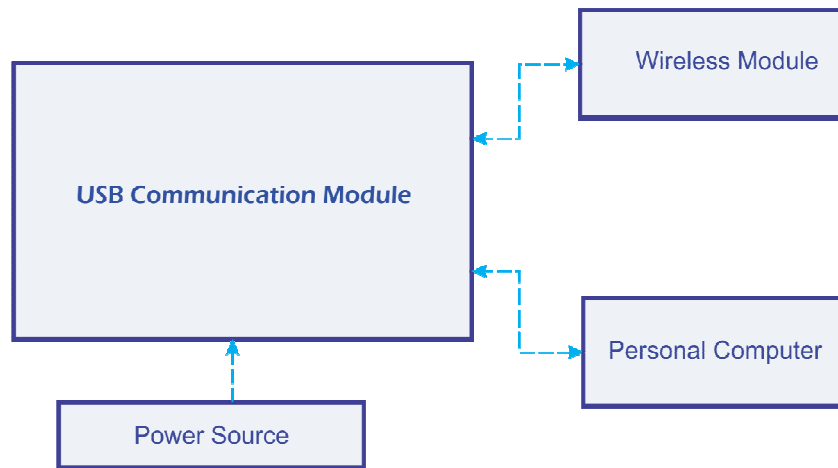 Wireless Module
USB Communication Module
Personal Computer
Power Source